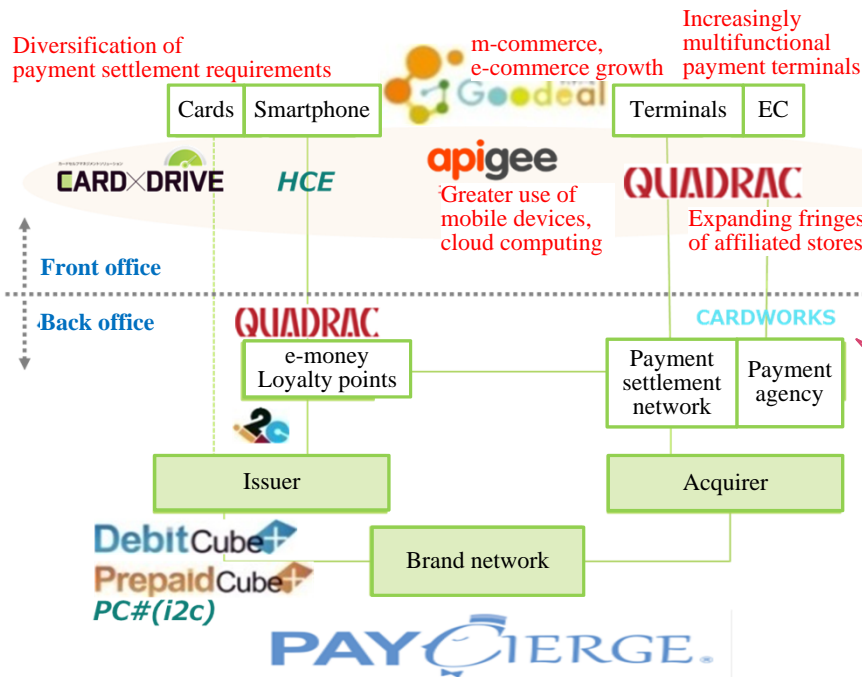 Diversification of
payment settlement requirements
m-commerce,
e-commerce growth
Goodeal
Increasingly
multifunctional
payment terminals
Cards
Smartphone
Terminals
EC
CARD×DRIVE
HCE
apigee
QUADRAC
Greater use of
mobile devices,
cloud computing
Expanding fringes
of affiliated stores
Front office
Back office
QUADRAC
CARDWORKS
e-money
Loyalty points
Payment
settlement
network
Payment
agency
i2c
Issuer
Acquirer
DebitCube+
PrepaidCube+
PC#(i2c)
Brand network
PAYCIERGE®